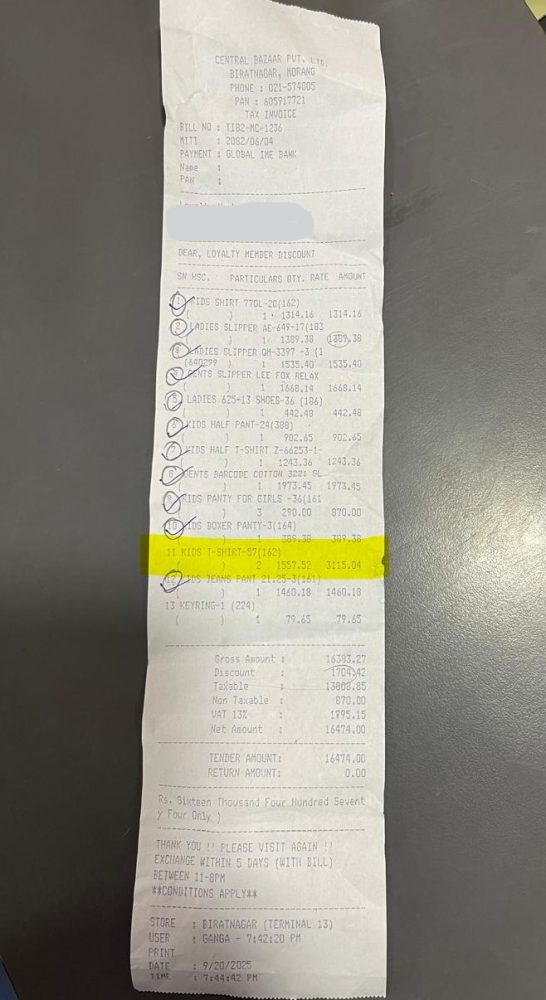 CENTRAL BAZAAR PVT. LTD.
BIRATNAGAR, MORANG
PHONE : 021-574005
PAN : 605917721
TAX INVOICE
BILL NO : TI82-MC-1236
MITI : 2082/06/04
PAYMENT : GLOBAL IME BANK
Name :
PAN :
DEAR, LOYALTY MEMBER DISCOUNT
SN HSC. PARTICULARS QTY. RATE AMOUNT
1 KIDS SHIRT 770L-20(162)
( ) 1 1314.16 1314.16
2 LADIES SLIPPER AE-649-17(183
( ) 1 1389.38 1389.38
3 LADIES SLIPPER QM-3397 -3 (1
(640299 ) 1 1535.40 1535.40
4 GENTS SLIPPER LEE FOX RELAX
( ) 1 1668.14 1668.14
5 LADIES 625-13 SHOES-36 (186)
( ) 1 442.48 442.48
6 KIDS HALF PANT-24(388)
( ) 1 902.65 902.65
7 KIDS HALF T-SHIRT Z-66253-1-
( ) 1 1243.36 1243.36
8 GENTS BARCODE COTTON 3221 SL
( ) 1 1973.45 1973.45
9 KIDS PANTY FOR GIRLS -36(161
( ) 3 290.00 870.00
10 KIDS BOXER PANTY-3(164)
( ) 1 389.38 389.38
11 KIDS T-SHIRT-57(162)
( ) 2 1557.52 3115.04
12 KIDS JEANS PANT 21.25-3(161)
( ) 1 1460.18 1460.18
13 KEYRING-1 (224)
( ) 1 79.65 79.65
Gross Amount : 16383.27
Discount : 1704.42
Taxable : 13808.85
Non Taxable : 870.00
VAT 13% : 1795.15
Net Amount : 16474.00
TENDER AMOUNT: 16474.00
RETURN AMOUNT: 0.00
Rs. Sixteen Thousand Four Hundred Sevent
y Four Only )
THANK YOU !! PLEASE VISIT AGAIN !!
EXCHANGE WITHIN 5 DAYS (WITH BILL)
BETWEEN 11-8PM
**CONDITIONS APPLY**
STORE : BIRATNAGAR (TERMINAL 13)
USER : GANGA - 7:42:20 PM
PRINT
DATE : 9/20/2025
TIME : 7:44:42 PM